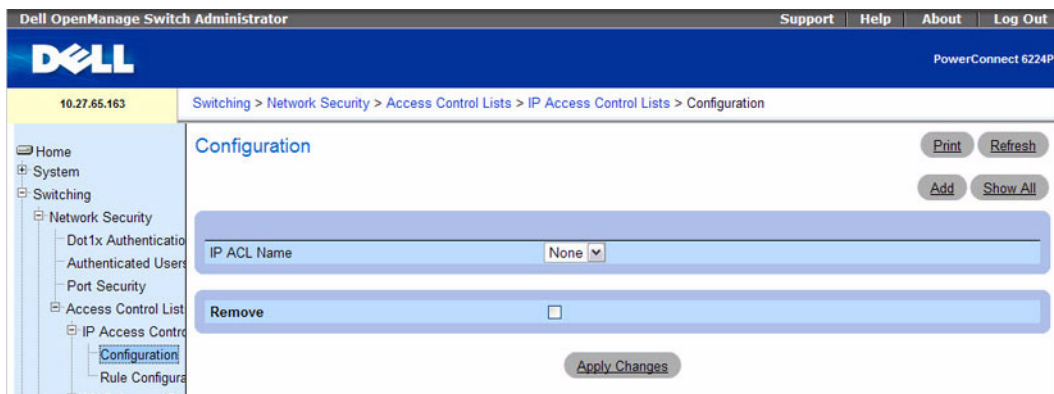 Dell OpenManage Switch Administrator
Support Help About Log Out
DELL
PowerConnect 6224P
10.27.65.163
Switching > Network Security > Access Control Lists > IP Access Control Lists > Configuration
Home
System
Switching
Network Security
Dot1x Authenticatio
Authenticated Users
Port Security
Access Control List
IP Access Contro
Configuration
Rule Configura
Configuration
Print Refresh
Add Show All
IP ACL Name None
Remove
Apply Changes